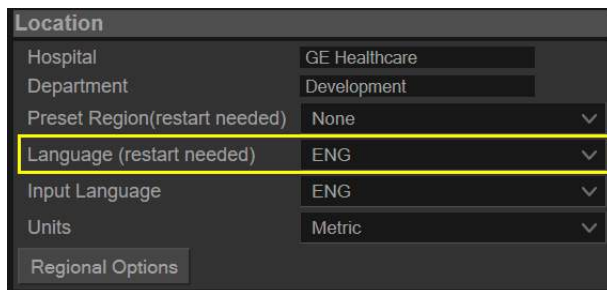 Location
Hospital GE Healthcare
Department Development
Preset Region(restart needed) None
Language (restart needed) ENG
Input Language ENG
Units Metric
Regional Options